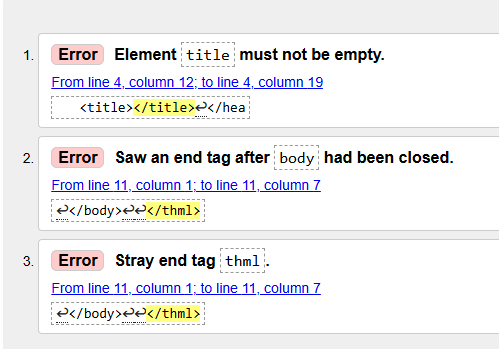 1. Error Element title must not be empty.
From line 4, column 12; to line 4, column 19
<title></title>↩</hea
2. Error Saw an end tag after body had been closed.
From line 11, column 1; to line 11, column 7
↩</body>↩↩</thml>
3. Error Stray end tag thml.
From line 11, column 1; to line 11, column 7
↩</body>↩↩</thml>